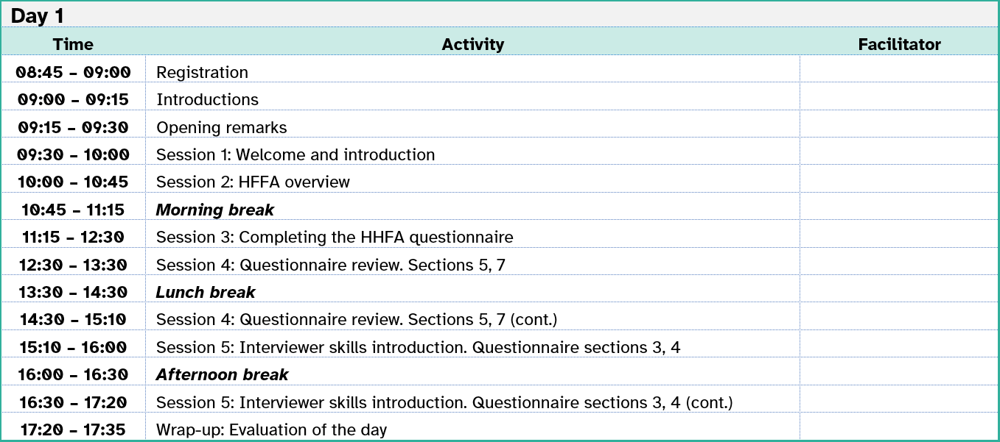 Day 1
Time Activity Facilitator
08:45 – 09:00 Registration
09:00 – 09:15 Introductions
09:15 – 09:30 Opening remarks
09:30 – 10:00 Session 1: Welcome and introduction
10:00 – 10:45 Session 2: HFFA overview
10:45 – 11:15 Morning break
11:15 – 12:30 Session 3: Completing the HHFA questionnaire
12:30 – 13:30 Session 4: Questionnaire review. Sections 5, 7
13:30 – 14:30 Lunch break
14:30 – 15:10 Session 4: Questionnaire review. Sections 5, 7 (cont.)
15:10 – 16:00 Session 5: Interviewer skills introduction. Questionnaire sections 3, 4
16:00 – 16:30 Afternoon break
16:30 – 17:20 Session 5: Interviewer skills introduction. Questionnaire sections 3, 4 (cont.)
17:20 – 17:35 Wrap-up: Evaluation of the day